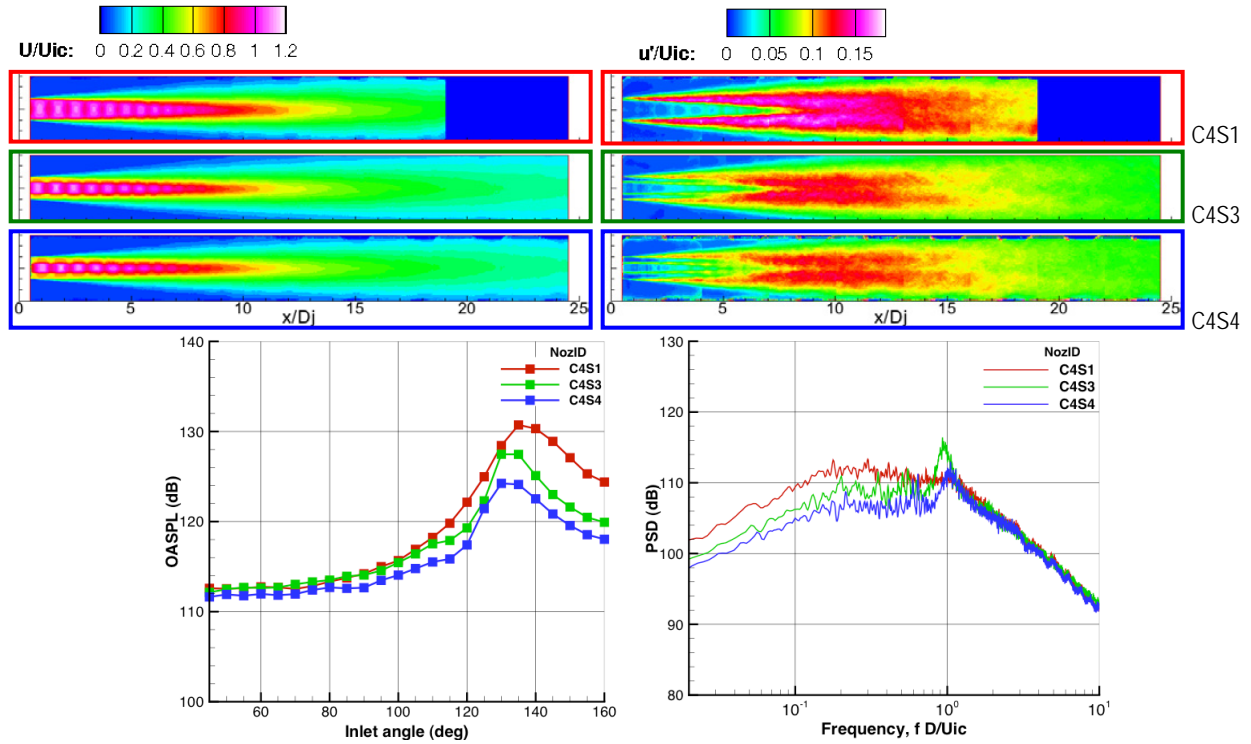 U/Uic: 0 0.2 0.4 0.6 0.8 1 1.2
u'/Uic: 0 0.05 0.1 0.15
C4S1
C4S3
C4S4
0 5 10 15 20 25
x/Dj
0 5 10 15 20 25
x/Dj
140
130
120
110
100
OASPL (dB)
60 80 100 120 140 160
Inlet angle (deg)
NozID
C4S1
C4S3
C4S4
130
120
110
100
90
80
PSD (dB)
10-1 100 101
Frequency, f D/Uic
NozID
C4S1
C4S3
C4S4